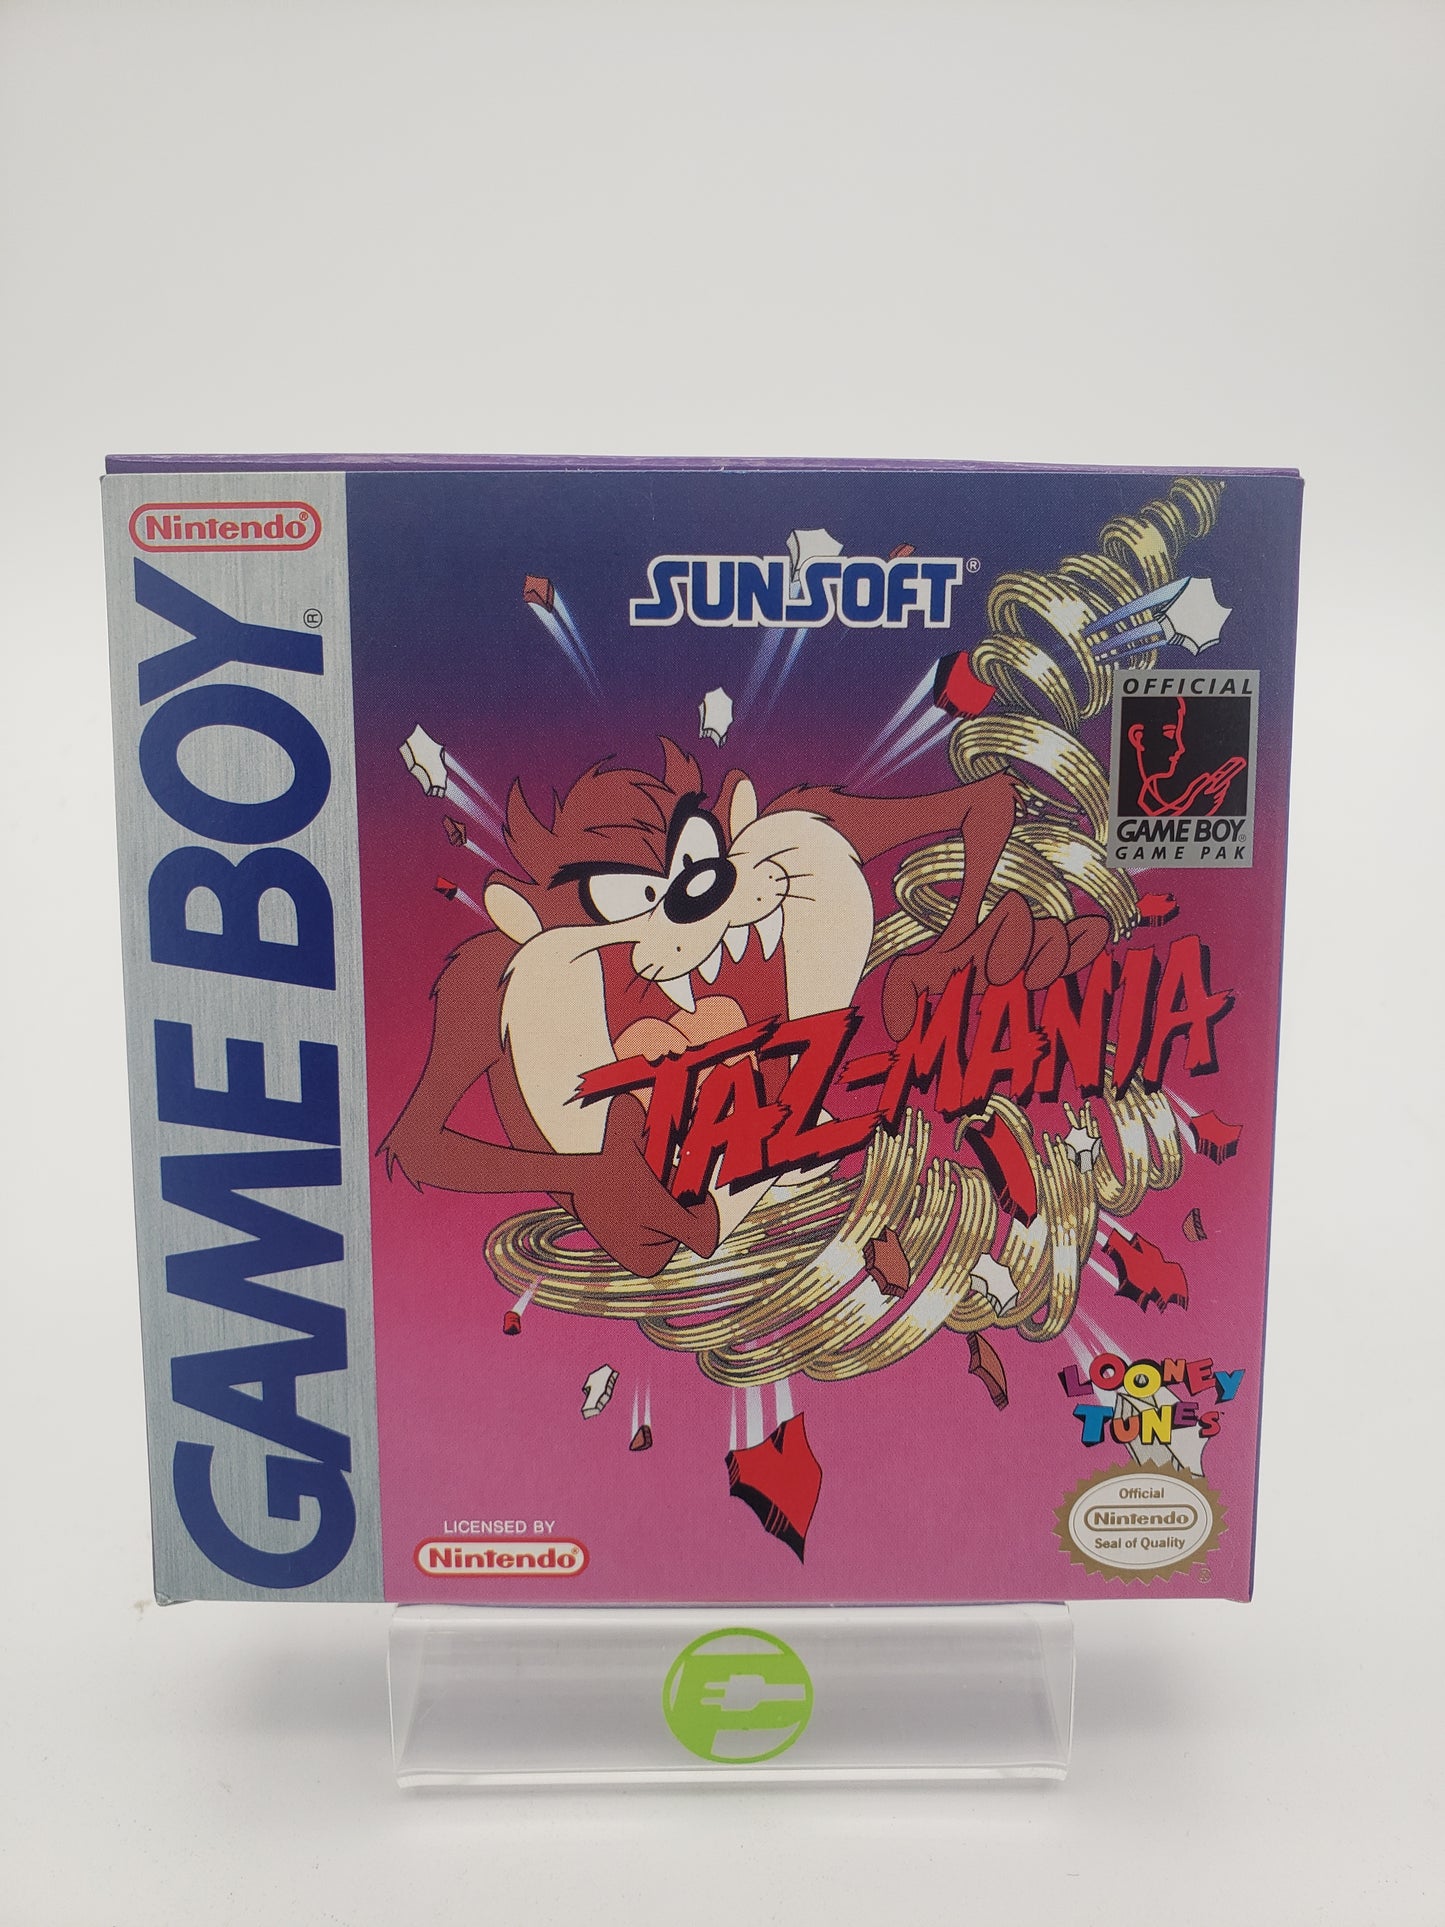 Nintendo®
GAME BOY®
SUNSOFT®
OFFICIAL
GAME BOY®
GAME PAK
TAZ-MANIA
LOONEY
TUNES™
LICENSED BY
Nintendo®
Official
Nintendo
Seal of Quality